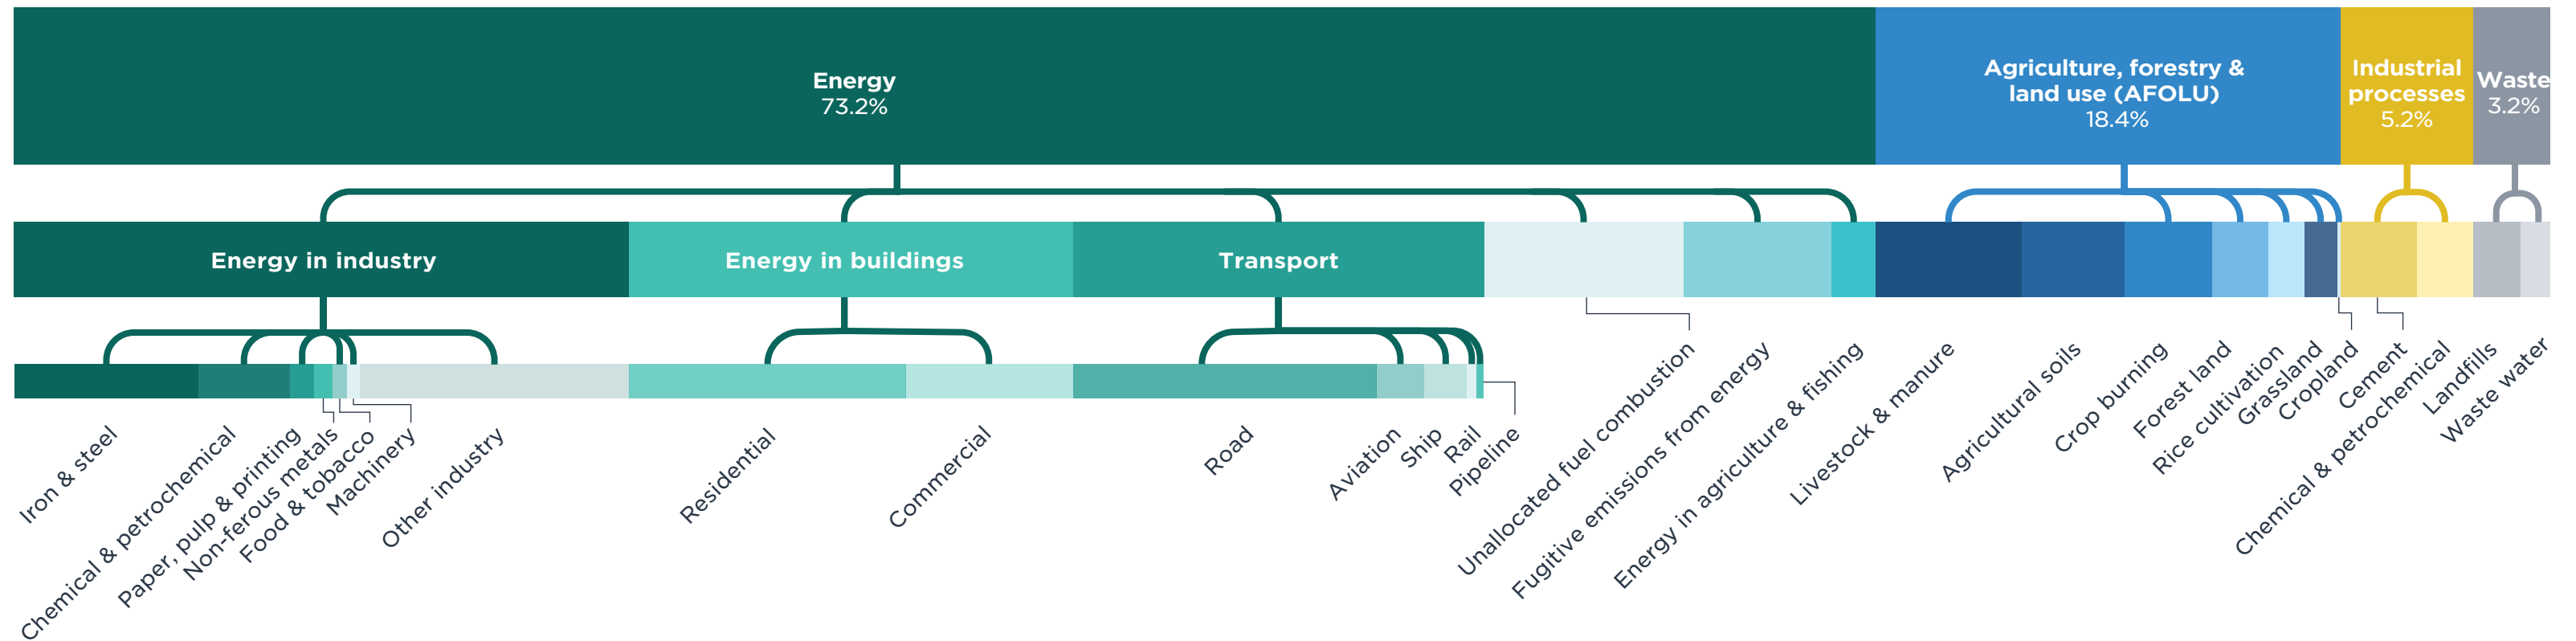 Energy
73.2%
Agriculture, forestry &
land use (AFOLU)
18.4%
Industrial
processes
5.2%
Waste
3.2%
Energy in industry
Energy in buildings
Transport
Iron & steel
Chemical & petrochemical
Paper, pulp & printing
Non-ferous metals
Food & tobacco
Machinery
Other industry
Residential
Commercial
Road
Aviation
Ship
Rail
Pipeline
Unallocated fuel combustion
Fugitive emissions from energy
Energy in agriculture & fishing
Livestock & manure
Agricultural soils
Crop burning
Forest land
Rice cultivation
Grassland
Cropland
Cement
Chemical & petrochemical
Landfills
Waste water